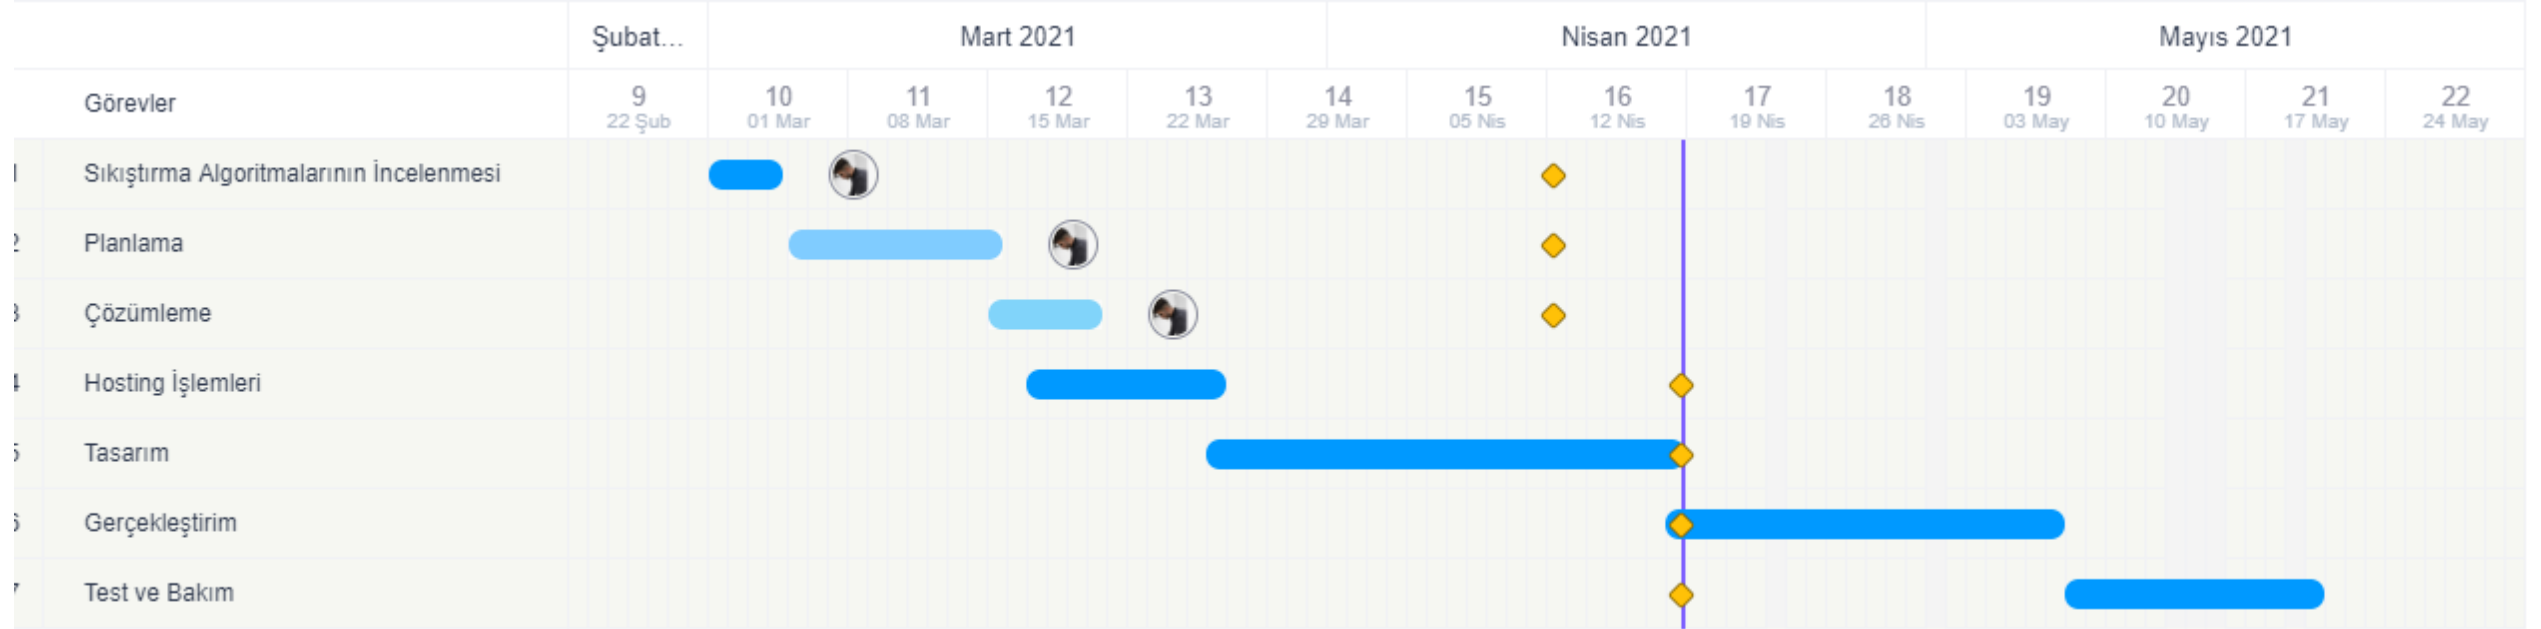 Şubat... Mart 2021 Nisan 2021 Mayıs 2021
Görevler 9 10 11 12 13 14 15 16 17 18 19 20 21 22
22 Şub 01 Mar 08 Mar 15 Mar 22 Mar 29 Mar 05 Nis 12 Nis 19 Nis 26 Nis 03 May 10 May 17 May 24 May
Sıkıştırma Algoritmalarının İncelenmesi
Planlama
Çözümleme
Hosting İşlemleri
Tasarım
Gerçekleştirim
Test ve Bakım